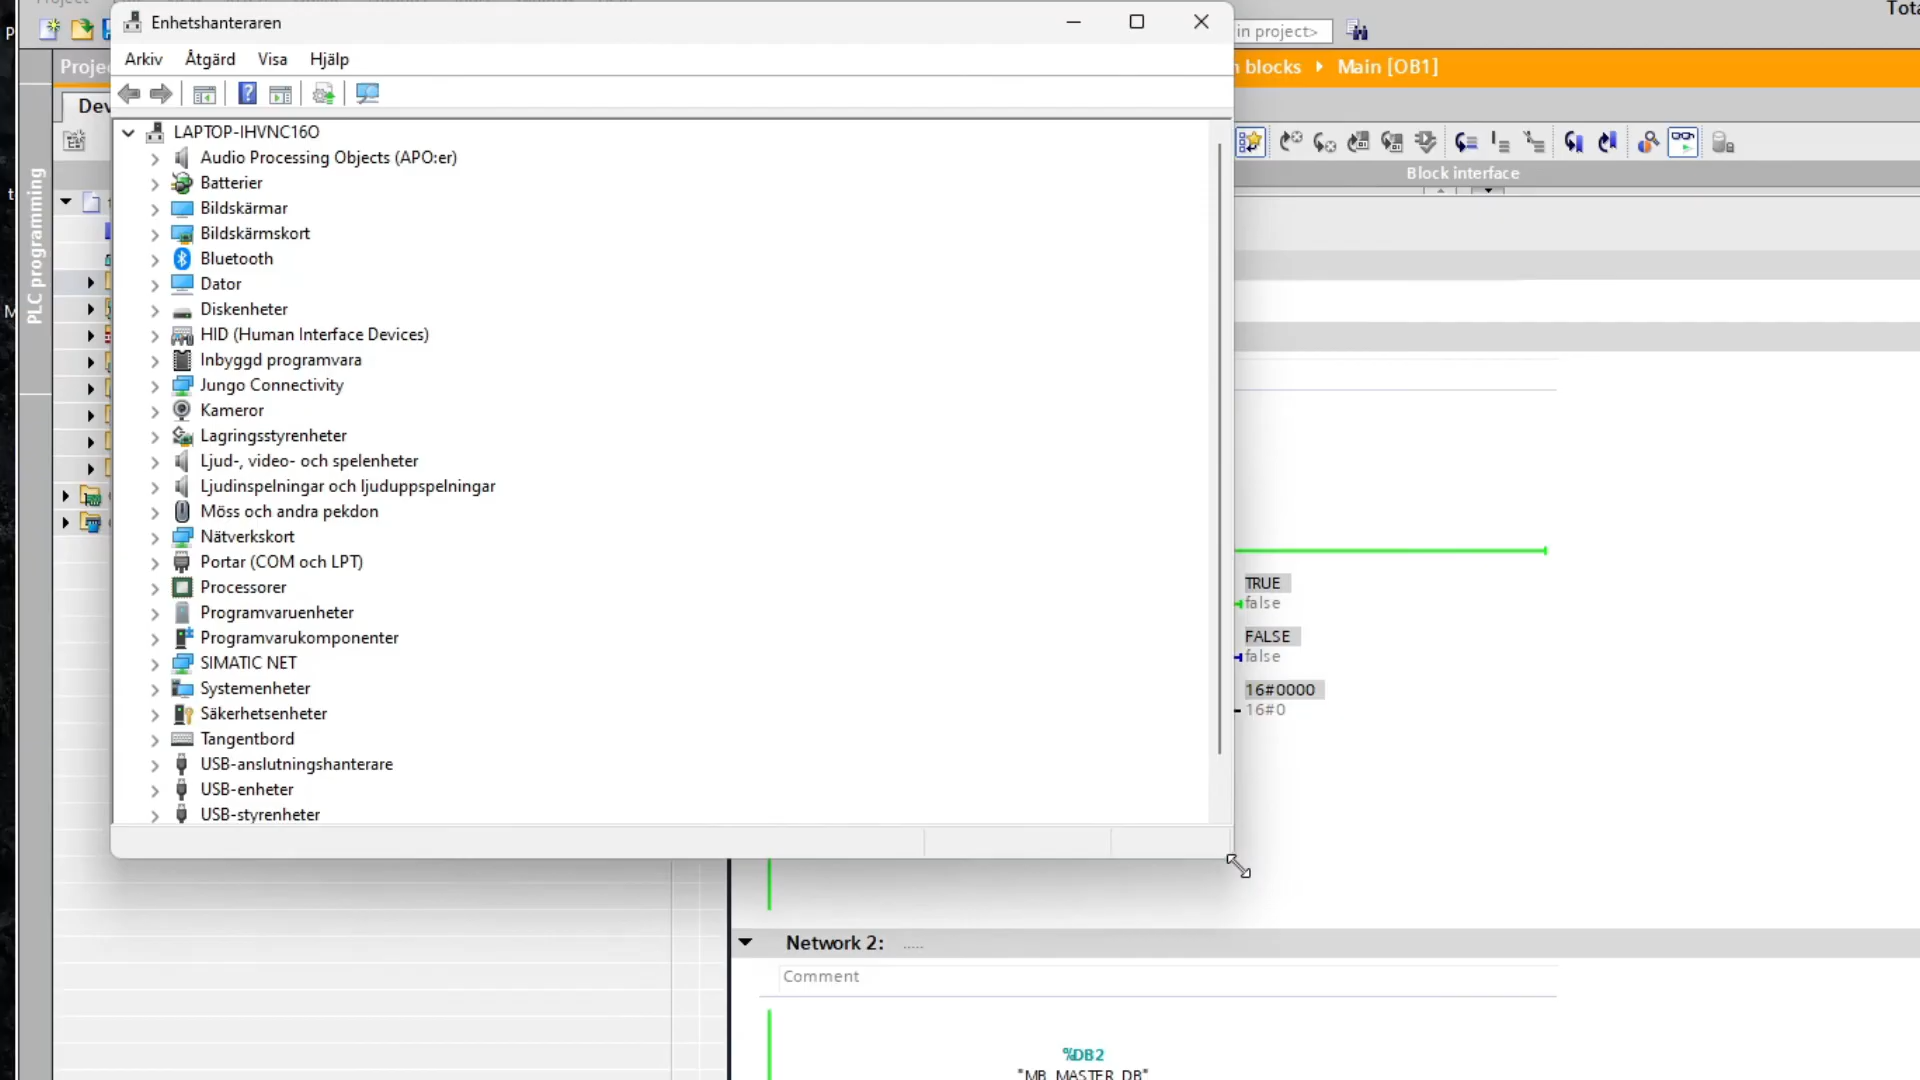 Enhetshanteraren
Tota
Arkiv Åtgärd Visa Hjälp
in project>
Proje
blocks Main [OB1]
Dev
LAPTOP-IHVNC16O
Audio Processing Objects (APO:er)
Batterier
Bildskärmar
Bildskärmskort
Bluetooth
Dator
Diskenheter
HID (Human Interface Devices)
Inbyggd programvara
Jungo Connectivity
Kameror
Lagringsstyrenheter
Ljud-, video- och spelenheter
Ljudinspelningar och ljuduppspelningar
Möss och andra pekdon
Nätverkskort
Portar (COM och LPT)
Processorer
Programvaruenheter
Programvarukomponenter
SIMATIC NET
Systemenheter
Säkerhetsenheter
Tangentbord
USB-anslutningshanterare
USB-enheter
USB-styrenheter
PLC programming
Block interface
TRUE
false
FALSE
false
16#0000
16#0
Network 2: .....
Comment
%DB2
"MB_MASTER_DB"